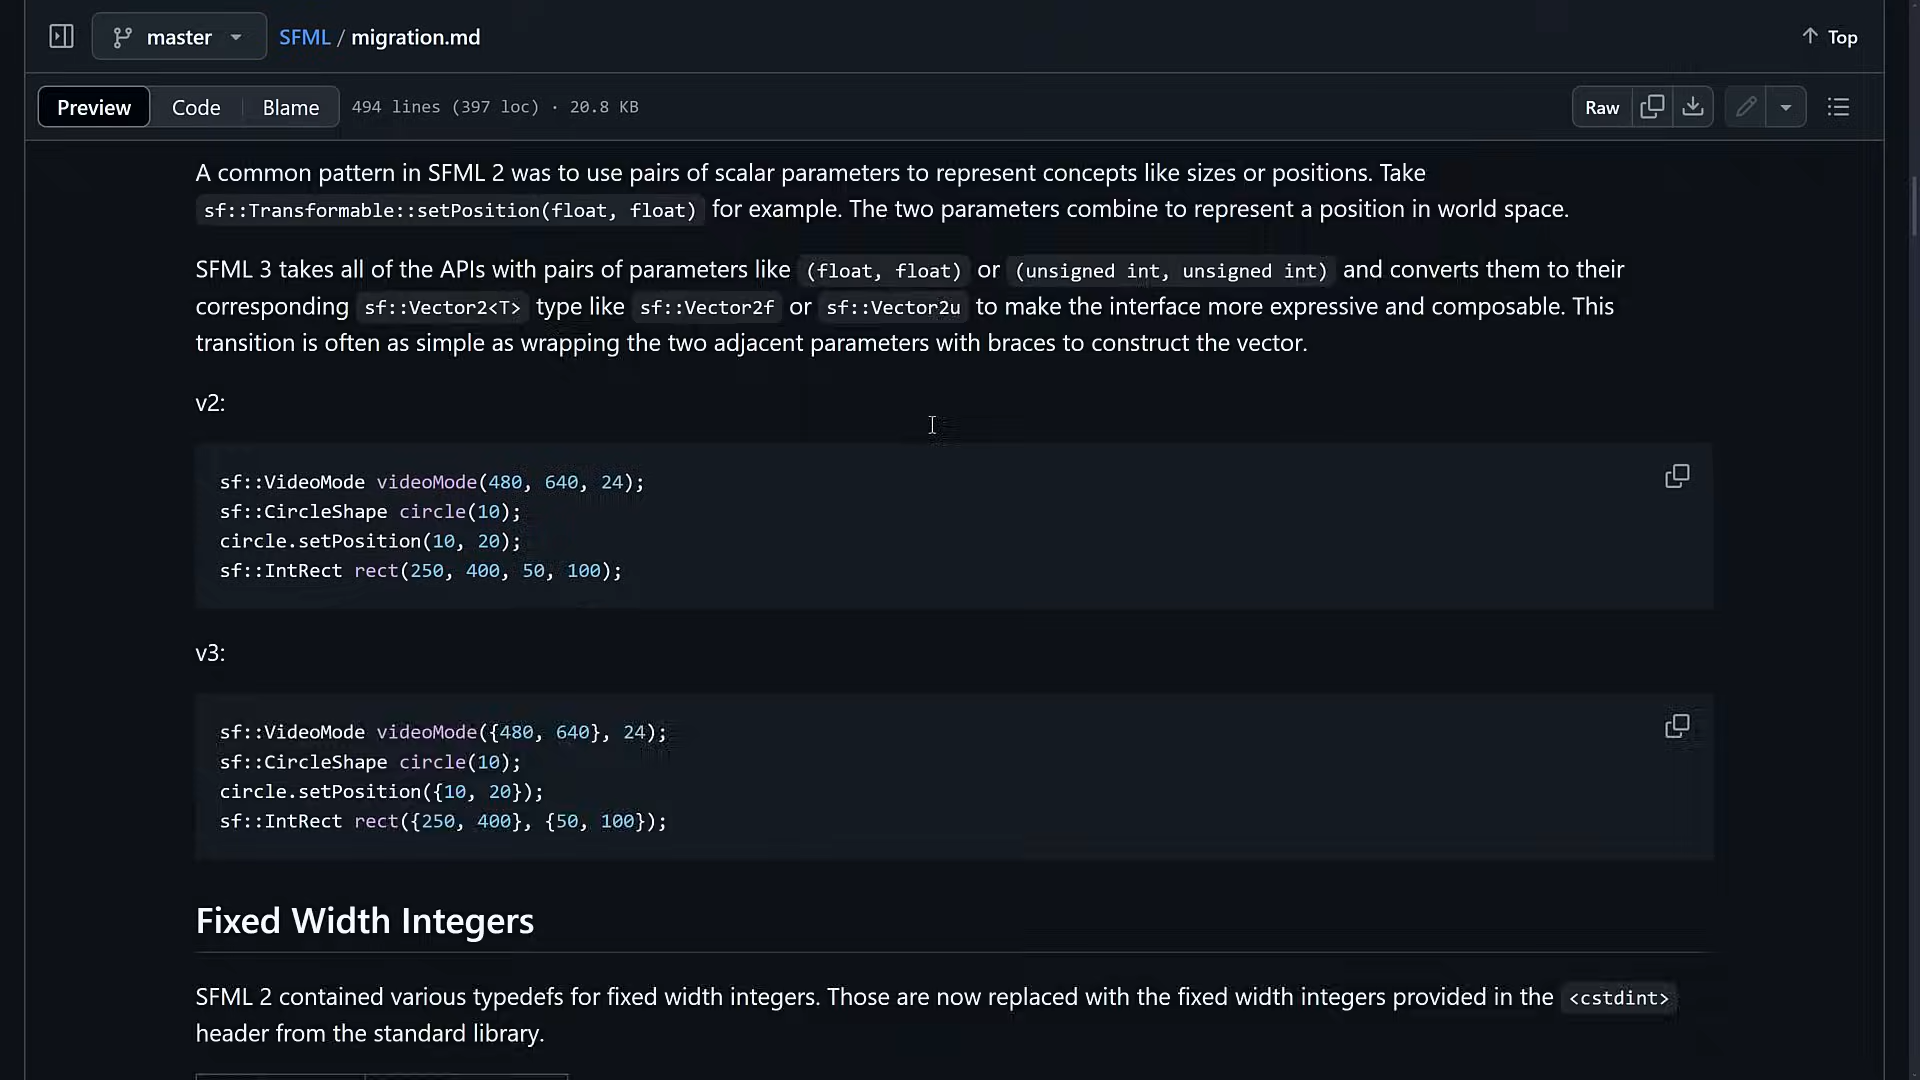 master
SFML / migration.md
Top
Preview
Code
Blame
494 lines (397 loc) · 20.8 KB
Raw
A common pattern in SFML 2 was to use pairs of scalar parameters to represent concepts like sizes or positions. Take
sf::Transformable::setPosition(float, float) for example. The two parameters combine to represent a position in world space.
SFML 3 takes all of the APIs with pairs of parameters like (float, float) or (unsigned int, unsigned int) and converts them to their
corresponding sf::Vector2<T> type like sf::Vector2f or sf::Vector2u to make the interface more expressive and composable. This
transition is often as simple as wrapping the two adjacent parameters with braces to construct the vector.
v2:
sf::VideoMode videoMode(480, 640, 24);
sf::CircleShape circle(10);
circle.setPosition(10, 20);
sf::IntRect rect(250, 400, 50, 100);
v3:
sf::VideoMode videoMode({480, 640}, 24);
sf::CircleShape circle(10);
circle.setPosition({10, 20});
sf::IntRect rect({250, 400}, {50, 100});
Fixed Width Integers
SFML 2 contained various typedefs for fixed width integers. Those are now replaced with the fixed width integers provided in the <cstdint>
header from the standard library.